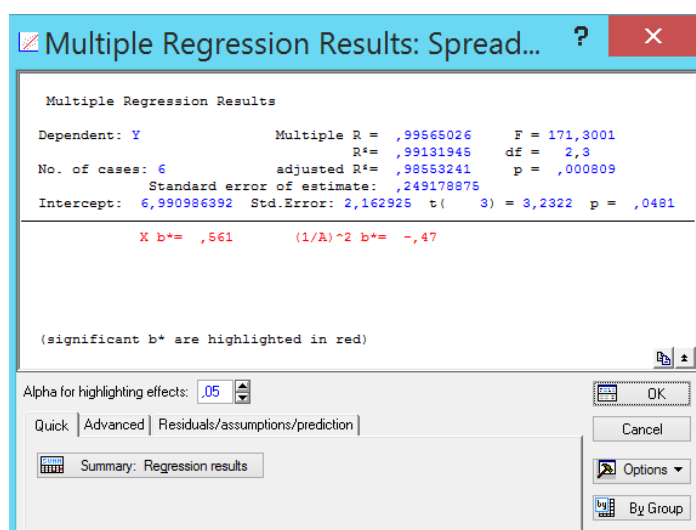 Multiple Regression Results: Spread... ? ×
Multiple Regression Results
Dependent: Y Multiple R = ,99565026 F = 171,3001
R²= ,99131945 df = 2,3
No. of cases: 6 adjusted R²= ,98553241 p = ,000809
Standard error of estimate: ,249178875
Intercept: 6,990986392 Std.Error: 2,162925 t( 3) = 3,2322 p = ,0481
X b*= ,561 (1/A)^2 b*= -,47
(significant b* are highlighted in red)
Alpha for highlighting effects: ,05
OK
Quick Advanced Residuals/assumptions/prediction
Cancel
Summary: Regression results
Options
By Group